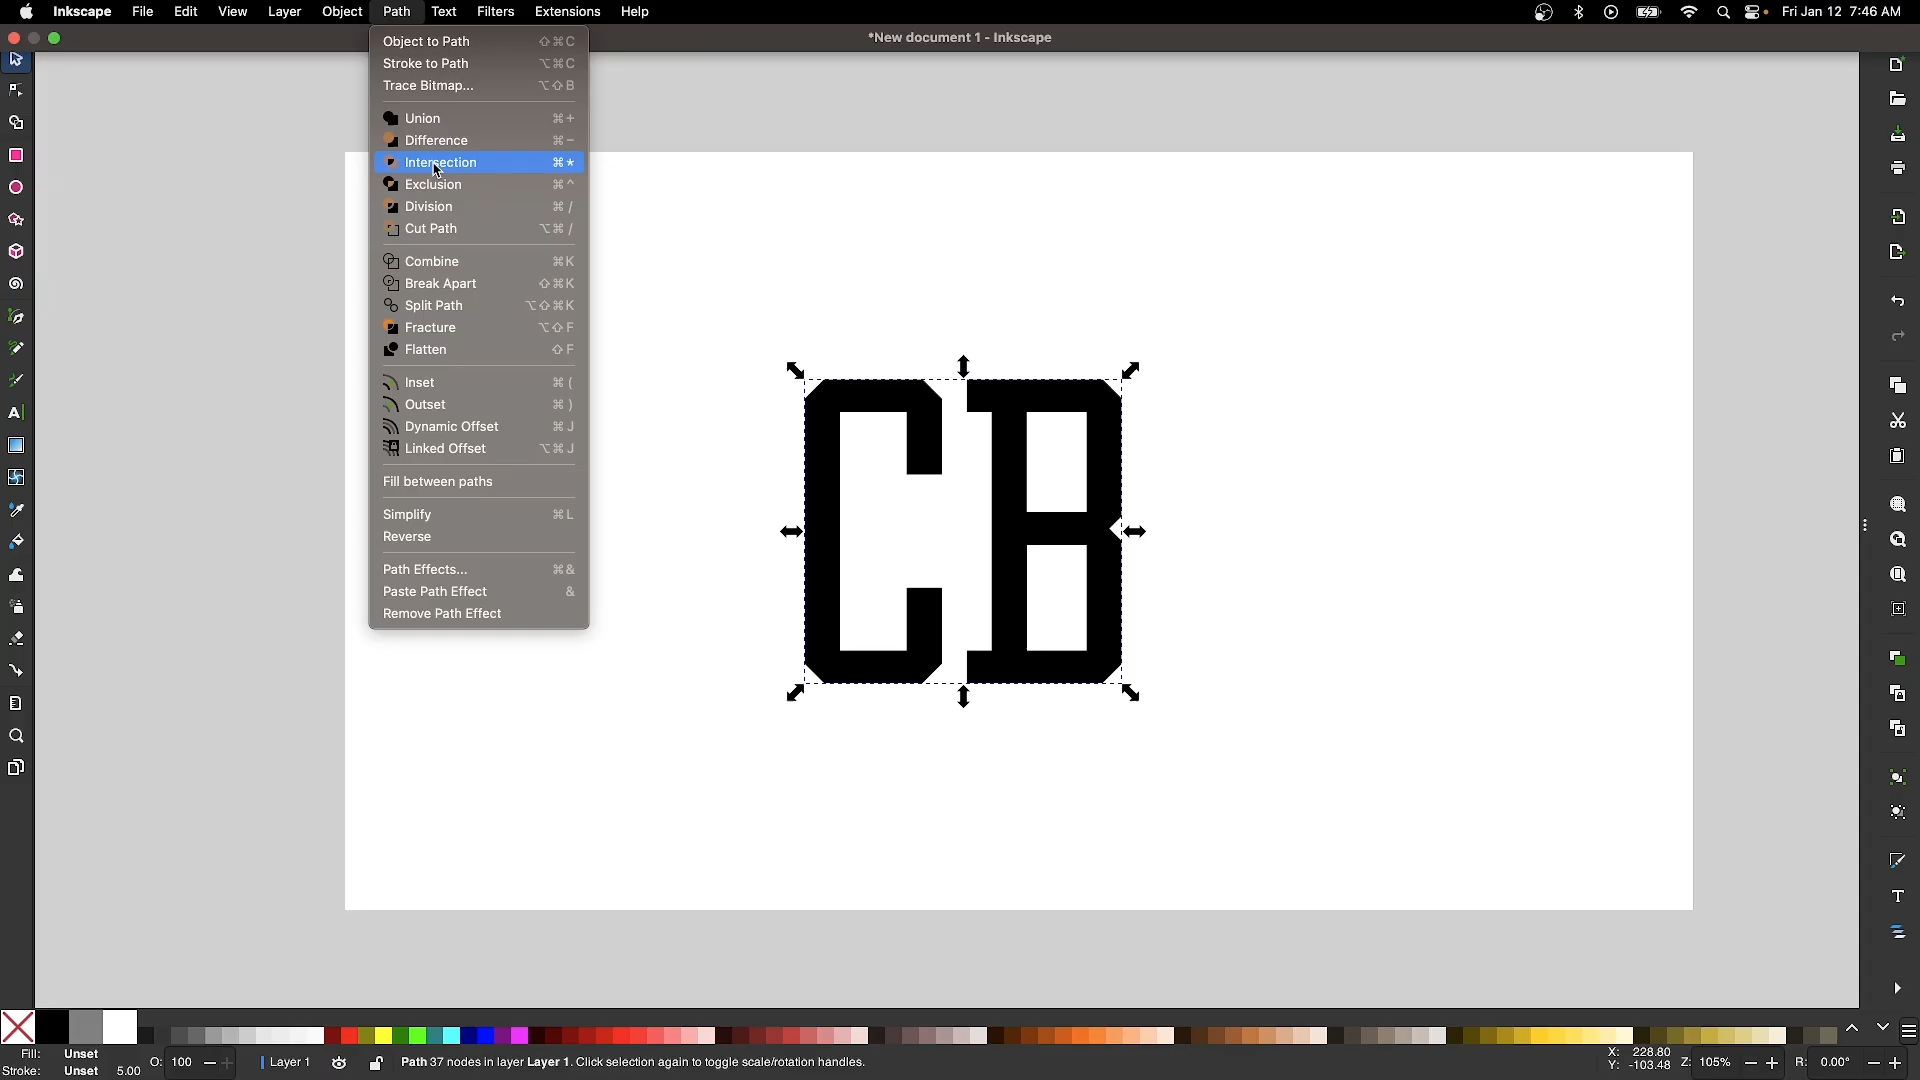 Inkscape File Edit View Layer Object Path Text Filters Extensions Help Fri Jan 12 7:46 AM
*New document 1 - Inkscape
Object to Path ⇧⌘C
Stroke to Path ⌥⌘C
Trace Bitmap... ⌥⇧B
Union ⌘+
Difference ⌘-
Intersection ⌘*
Exclusion ⌘^
Division ⌘/
Cut Path ⌥⌘/
Combine ⌘K
Break Apart ⇧⌘K
Split Path ⌥⇧⌘K
Fracture ⌥⇧F
Flatten ⇧F
Inset ⌘(
Outset ⌘)
Dynamic Offset ⌘J
Linked Offset ⌥⌘J
Fill between paths
Simplify ⌘L
Reverse
Path Effects... ⌘&
Paste Path Effect &
Remove Path Effect
CB
Fill: Unset
Stroke: Unset 5.00
O: 100
Layer 1
Path 37 nodes in layer Layer 1. Click selection again to toggle scale/rotation handles.
X: 228.80
Y: -103.48
Z: 105%
R: 0.00°